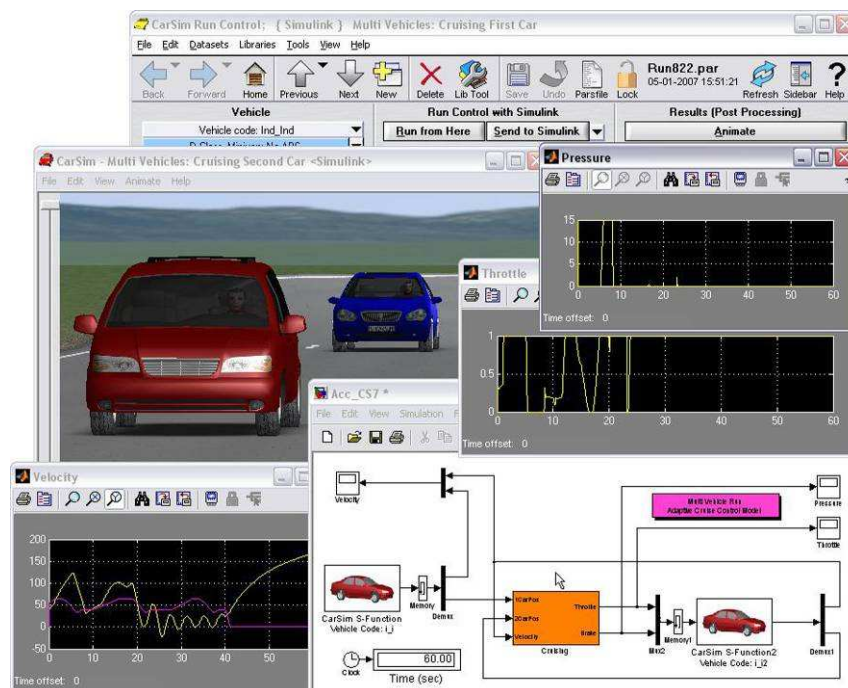 CarSim Run Control; { Simulink } Multi Vehicles: Cruising First Car
File Edit Datasets Libraries Tools View Help
Back Forward Home Previous Next New Delete Lib Tool Save Undo Parsfile Lock Run822.par Refresh Sidebar Help
05-01-2007 15:51:21
Vehicle Run Control with Simulink Results (Post Processing)
Vehicle code: Ind_Ind Run from Here Send to Simulink Animate
CarSim - Multi Vehicles: Cruising Second Car <Simulink>
File Edit View Animate Help
Pressure
15
10
5
0
0 10 20 30 40 50 60
Time offset: 0
Throttle
1
0.5
0
0 10 20 30 40 50 60
Time offset: 0
Acc_CS7 *
File Edit View Simulation
Velocity
200
150
100
50
0
-50
0 10 20 30 40 50
Time offset: 0
Velocity
Multi Vehicle Run
Adaptive Cruise Control Model
Pressure
Throttle
CarSim S-Function
Vehicle Code: i_i
Memory
Demux
1CarPos
2CarPos
Velocity
Throttle
Brake
Cruising
Mux2
Memory1
CarSim S-Function2
Vehicle Code: i_i2
Demux1
Clock
60.00
Time (sec)